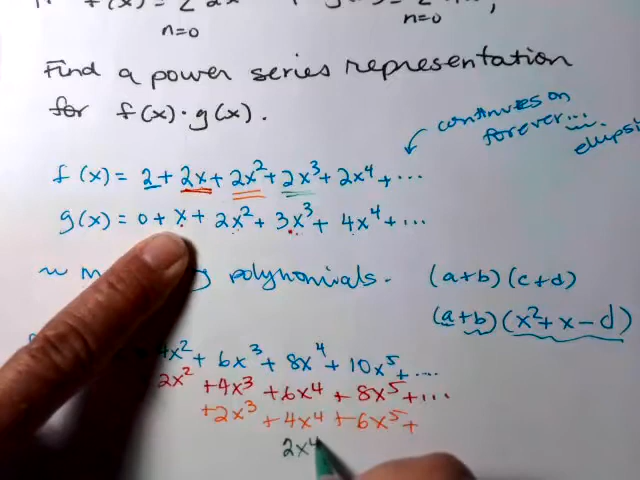 n=0 n=0
Find a power series representation
for f(x)·g(x).
continues on
forever...
f(x)= 2 + 2x + 2x² + 2x³ + 2x⁴ + ...
g(x)= 0 + x + 2x² + 3x³ + 4x⁴ + ...
polynomials. (a+b)(c+d)
(a+b)(x²+x-d)
4x² + 6x³ + 8x⁴ + 10x⁵ + ...
2x² + 4x³ + 6x⁴ + 8x⁵ + ...
+2x³ + 4x⁴ + 6x⁵ +
2x⁴